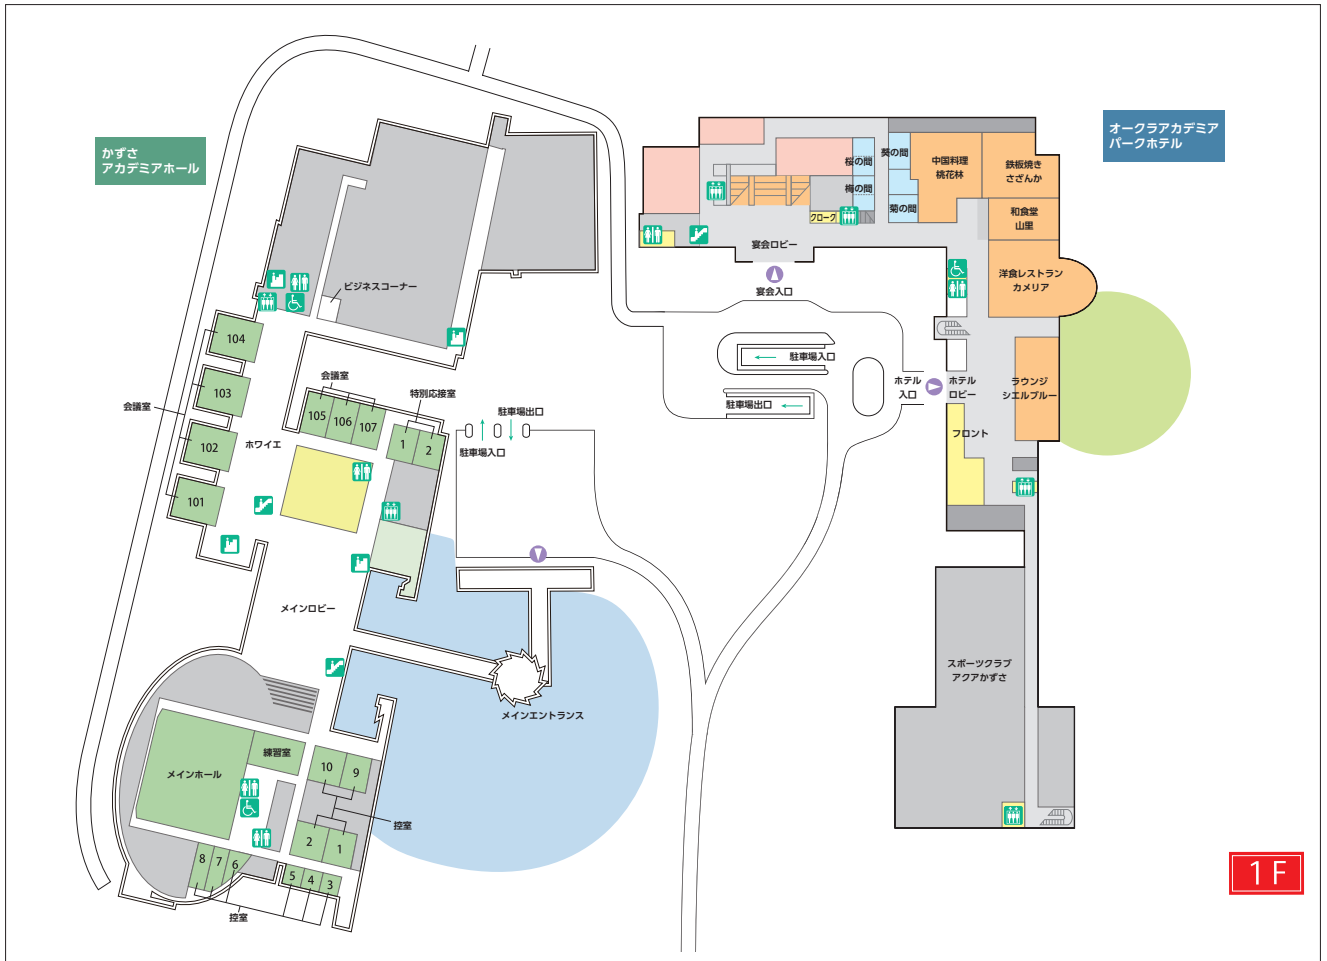 かずさ
アカデミアホール
オークラアカデミア
パークホテル
桜の間
葵の間
中国料理
桃花林
鉄板焼き
さざんか
梅の間
菊の間
クローク
和食堂
山里
宴会ロビー
宴会入口
洋食レストラン
カメリア
ビジネスコーナー
104
103
102
101
会議室
会議室
105
106
107
特別応接室
1
2
ホワイエ
駐車場入口
駐車場出口
駐車場出口
駐車場入口
ホテル
入口
ホテル
ロビー
ラウンジ
シエルブルー
フロント
メインロビー
メインエントランス
スポーツクラブ
アクアかずさ
練習室
メインホール
10
9
控室
2
1
8
7
6
5
4
3
控室
1F